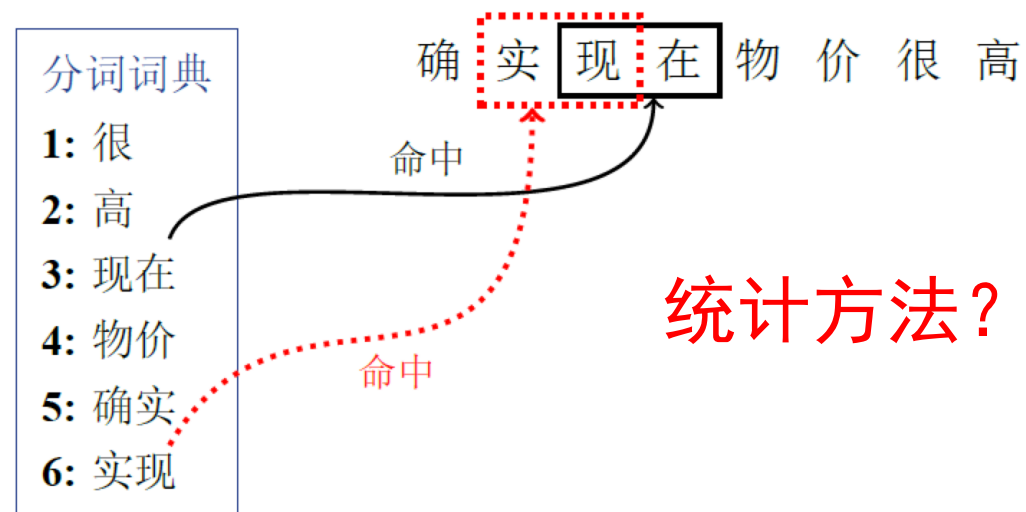 确实现在物价很高
分词词典
1: 很
2: 高
3: 现在
4: 物价
5: 确实
6: 实现
命中
命中
统计方法？